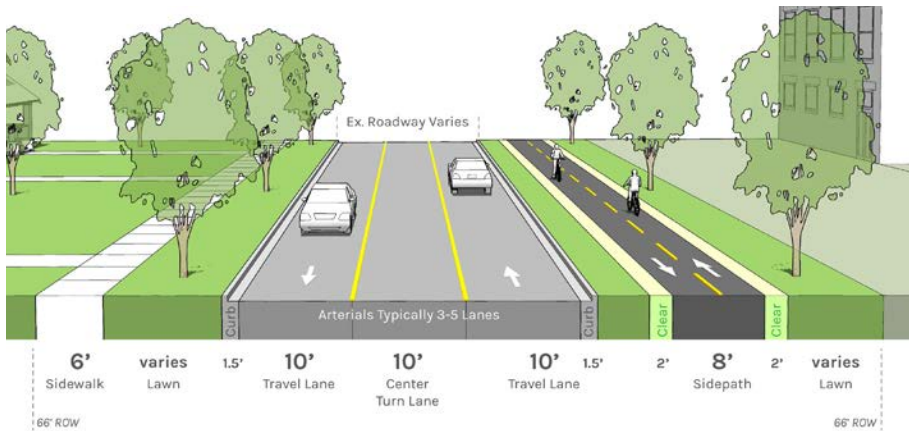 Ex. Roadway Varies
Arterials Typically 3-5 Lanes
Curb
Curb
Clear
Clear
6’
Sidewalk
varies
Lawn
1.5’
10’
Travel Lane
10’
Center
Turn Lane
10’
Travel Lane
1.5’
2’
8’
Sidepath
2’
varies
Lawn
66’ ROW
66’ ROW